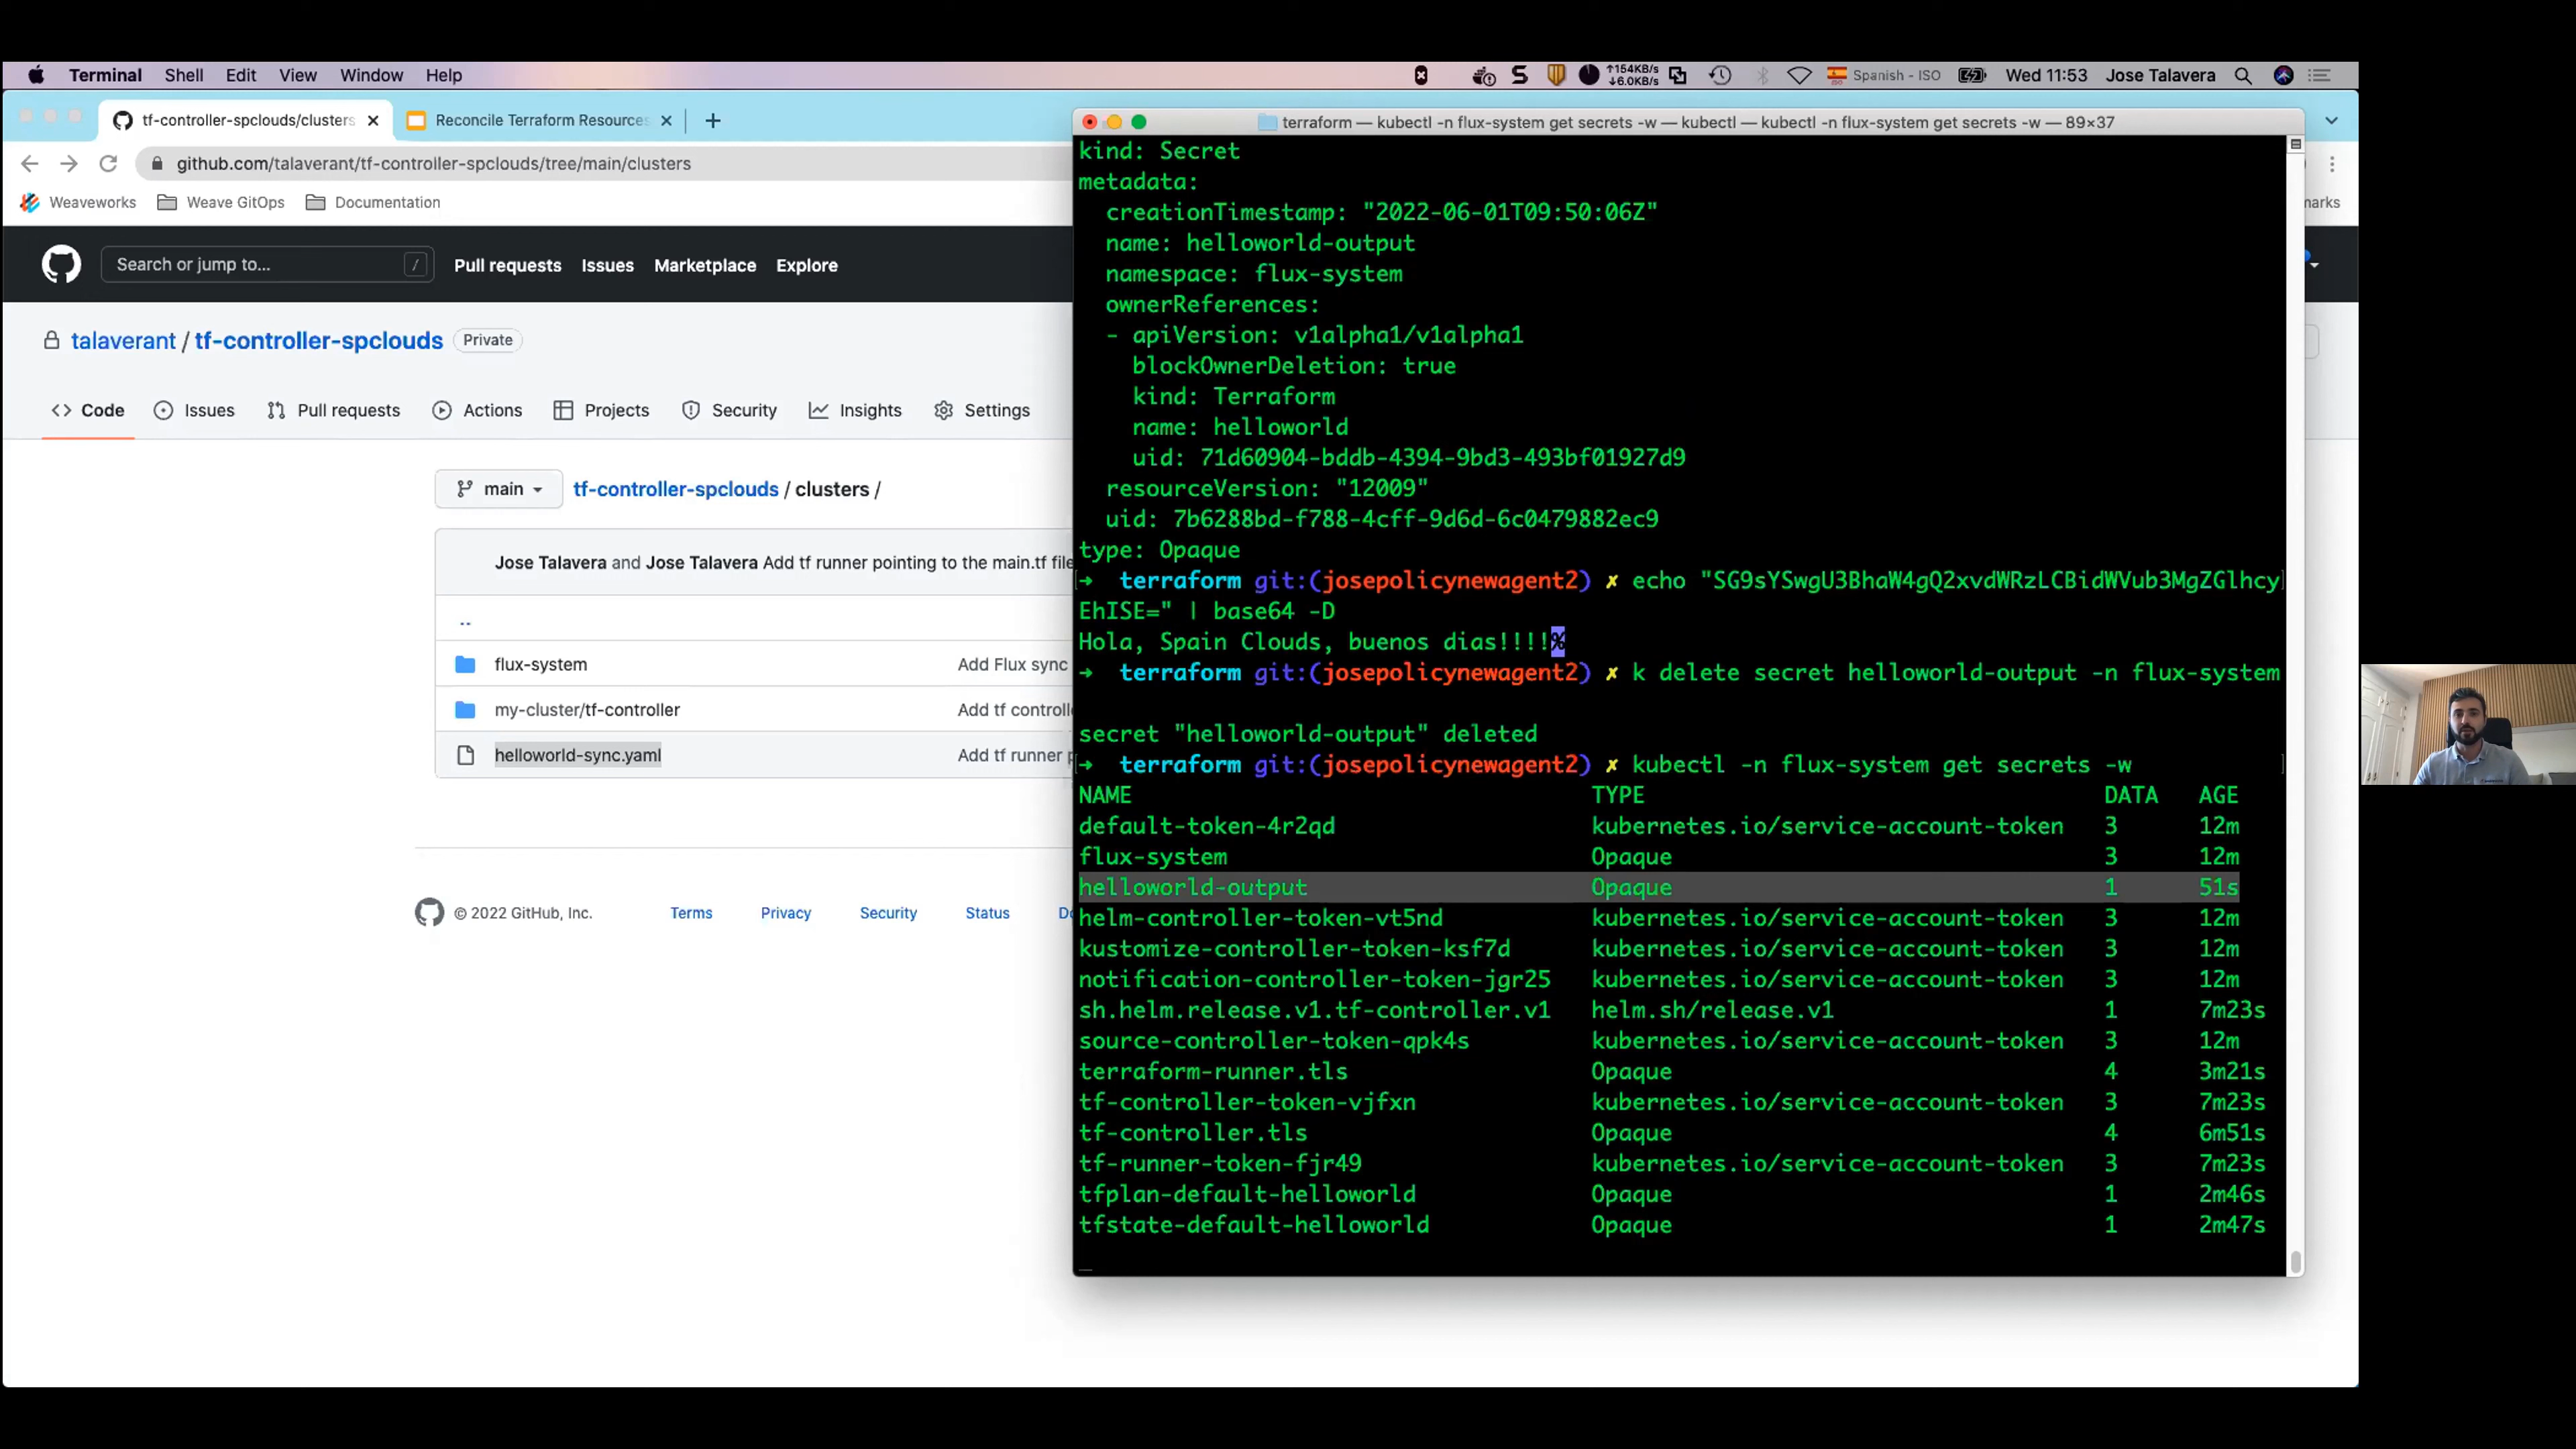 Terminal Shell Edit View Window Help
↑154KB/s
↓6.0KB/s
Spanish - ISO
Wed 11:53 Jose Talavera
tf-controller-spclouds/clusters
Reconcile Terraform Resources
github.com/talaverant/tf-controller-spclouds/tree/main/clusters
Weaveworks
Weave GitOps
Documentation
Search or jump to...
/
Pull requests Issues Marketplace Explore
talaverant / tf-controller-spclouds Private
Code
Issues
Pull requests
Actions
Projects
Security
Insights
Settings
main
tf-controller-spclouds / clusters /
Jose Talavera and Jose Talavera Add tf runner pointing to the main.tf file
..
flux-system
Add Flux sync
my-cluster/tf-controller
Add tf controlle
helloworld-sync.yaml
Add tf runner p
© 2022 GitHub, Inc.
Terms
Privacy
Security
Status
terraform — kubectl -n flux-system get secrets -w — kubectl — kubectl -n flux-system get secrets -w — 89×37
kind: Secret
metadata:
creationTimestamp: "2022-06-01T09:50:06Z"
name: helloworld-output
namespace: flux-system
ownerReferences:
- apiVersion: v1alpha1/v1alpha1
blockOwnerDeletion: true
kind: Terraform
name: helloworld
uid: 71d60904-bddb-4394-9bd3-493bf01927d9
resourceVersion: "12009"
uid: 7b6288bd-f788-4cff-9d6d-6c0479882ec9
type: Opaque
→ terraform git:(josepolicynewagent2) ✗ echo "SG9sYSwgU3BhaW4gQ2xvdWRzLCBidWVub3MgZGlhcy
EhISE=" | base64 -D
Hola, Spain Clouds, buenos dias!!!!%
→ terraform git:(josepolicynewagent2) ✗ k delete secret helloworld-output -n flux-system
secret "helloworld-output" deleted
→ terraform git:(josepolicynewagent2) ✗ kubectl -n flux-system get secrets -w
NAME TYPE DATA AGE
default-token-4r2qd kubernetes.io/service-account-token 3 12m
flux-system Opaque 3 12m
helloworld-output Opaque 1 51s
helm-controller-token-vt5nd kubernetes.io/service-account-token 3 12m
kustomize-controller-token-ksf7d kubernetes.io/service-account-token 3 12m
notification-controller-token-jgr25 kubernetes.io/service-account-token 3 12m
sh.helm.release.v1.tf-controller.v1 helm.sh/release.v1 1 7m23s
source-controller-token-qpk4s kubernetes.io/service-account-token 3 12m
terraform-runner.tls Opaque 4 3m21s
tf-controller-token-vjfxn kubernetes.io/service-account-token 3 7m23s
tf-controller.tls Opaque 4 6m51s
tf-runner-token-fjr49 kubernetes.io/service-account-token 3 7m23s
tfplan-default-helloworld Opaque 1 2m46s
tfstate-default-helloworld Opaque 1 2m47s